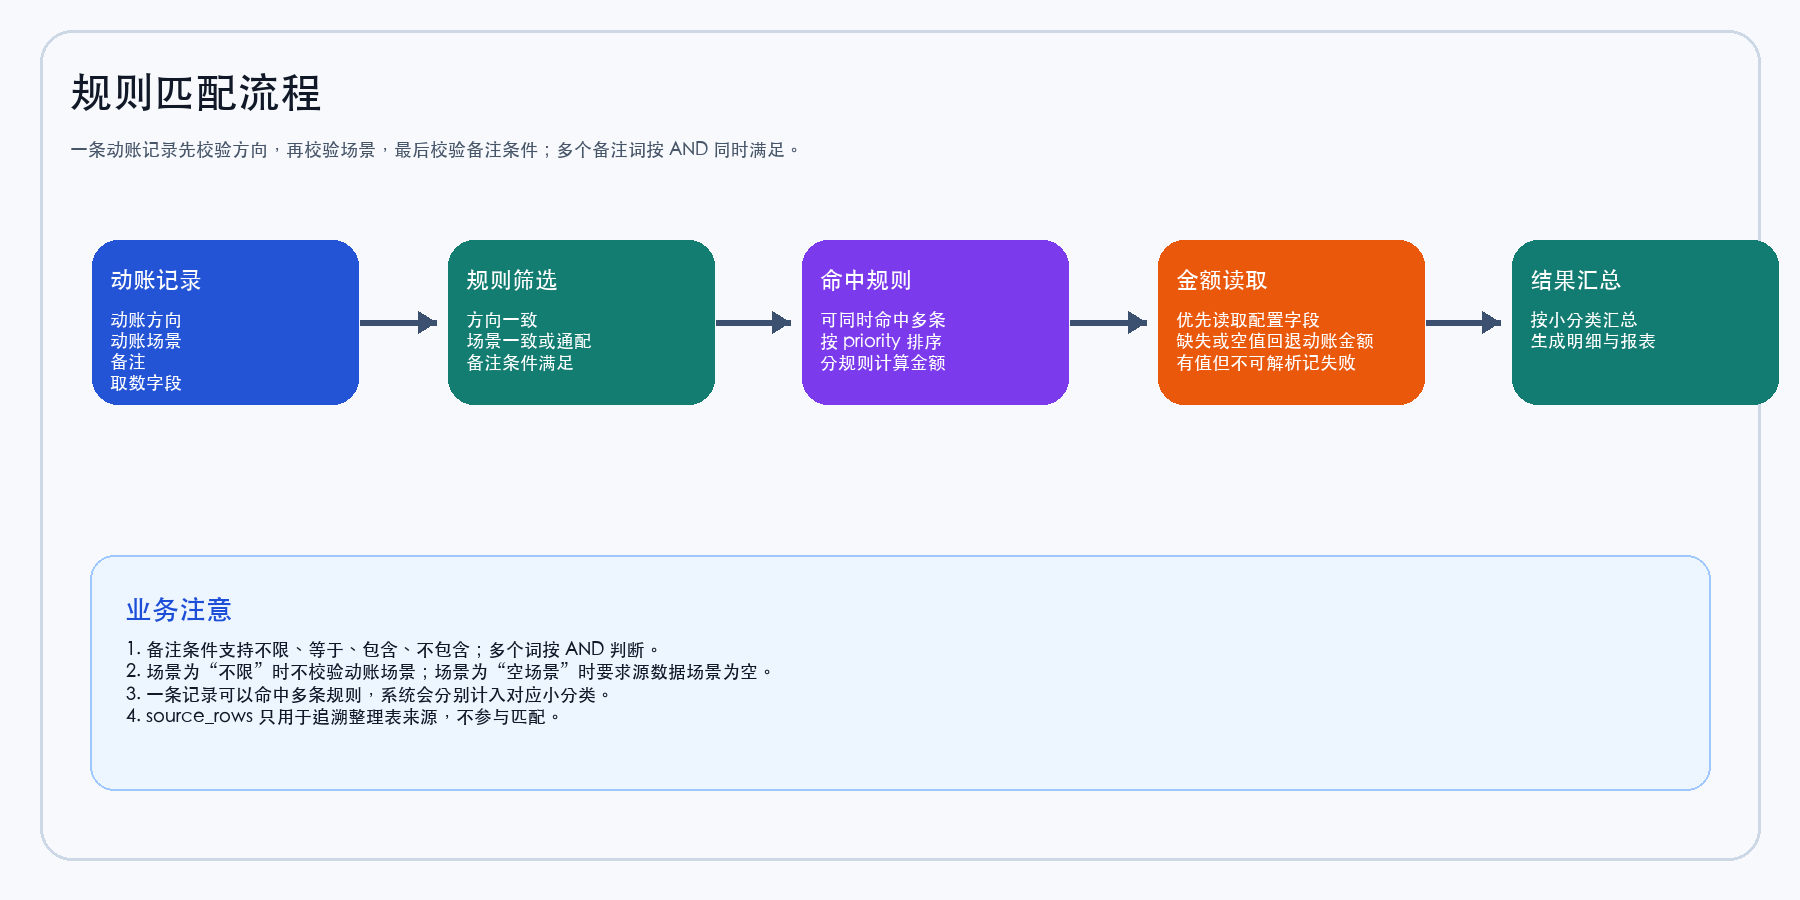 规则匹配流程
一条动账记录先校验方向，再校验场景，最后校验备注条件；多个备注词按 AND 同时满足。
动账记录
动账方向
动账场景
备注
取数字段
规则筛选
方向一致
场景一致或通配
备注条件满足
命中规则
可同时命中多条
按 priority 排序
分规则计算金额
金额读取
优先读取配置字段
缺失或空值回退动账金额
有值但不可解析记失败
结果汇总
按小分类汇总
生成明细与报表
业务注意
1. 备注条件支持不限、等于、包含、不包含；多个词按 AND 判断。
2. 场景为“不限”时不校验动账场景；场景为“空场景”时要求源数据场景为空。
3. 一条记录可以命中多条规则，系统会分别计入对应小分类。
4. source_rows 只用于追溯整理表来源，不参与匹配。